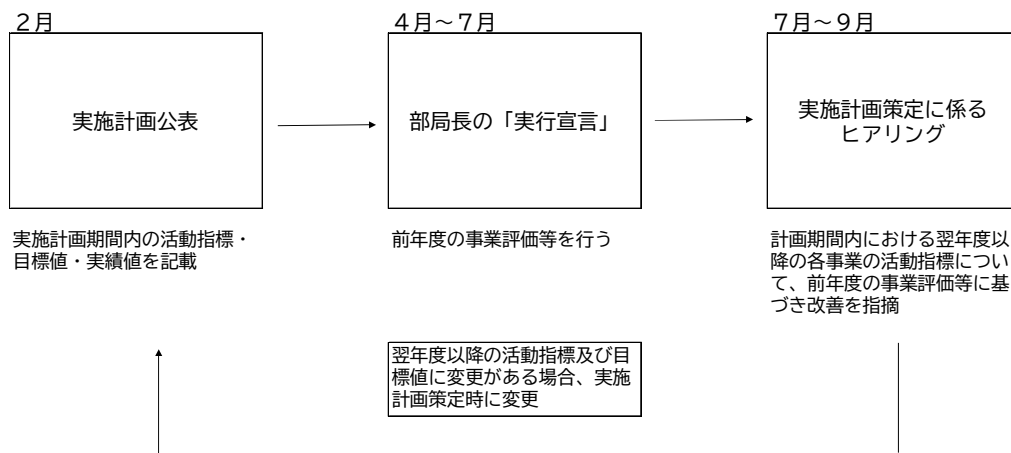 ２月
４月～７月
７月～９月
実施計画公表
部局長の「実行宣言」
実施計画策定に係る
ヒアリング
実施計画期間内の活動指標・
目標値・実績値を記載
前年度の事業評価等を行う
計画期間内における翌年度以
降の各事業の活動指標につい
て、前年度の事業評価等に基
づき改善を指摘
翌年度以降の活動指標及び目
標値に変更がある場合、実施
計画策定時に変更